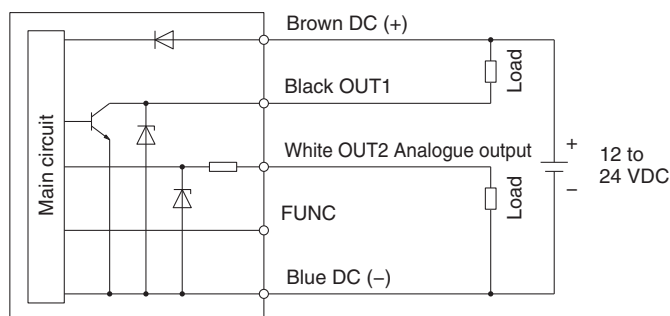 Brown DC (+)
Main circuit
Black OUT1
Load
White OUT2 Analogue output
+
12 to
24 VDC
−
FUNC
Load
Blue DC (−)